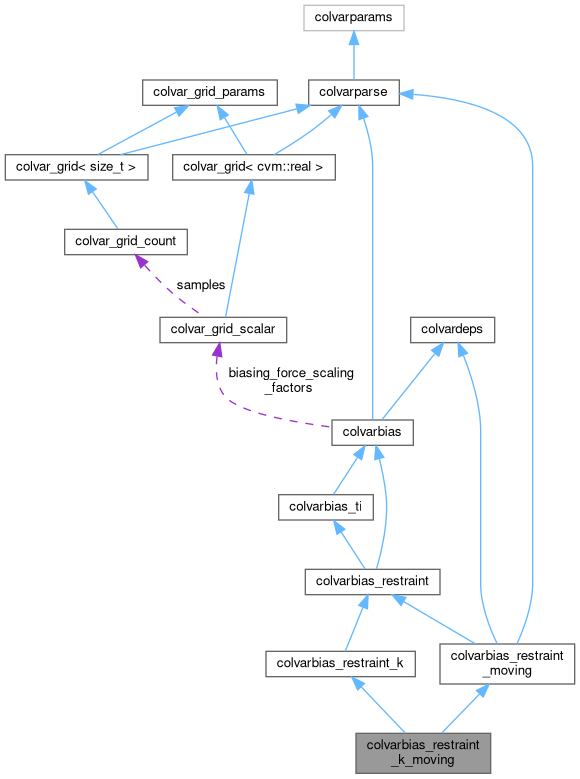 colvarparams
colvar_grid_params
colvarparse
colvar_grid< size_t >
colvar_grid< cvm::real >
colvar_grid_count
samples
colvar_grid_scalar
colvardeps
biasing_force_scaling
_factors
colvarbias
colvarbias_ti
colvarbias_restraint
colvarbias_restraint_k
colvarbias_restraint
_moving
colvarbias_restraint
_k_moving